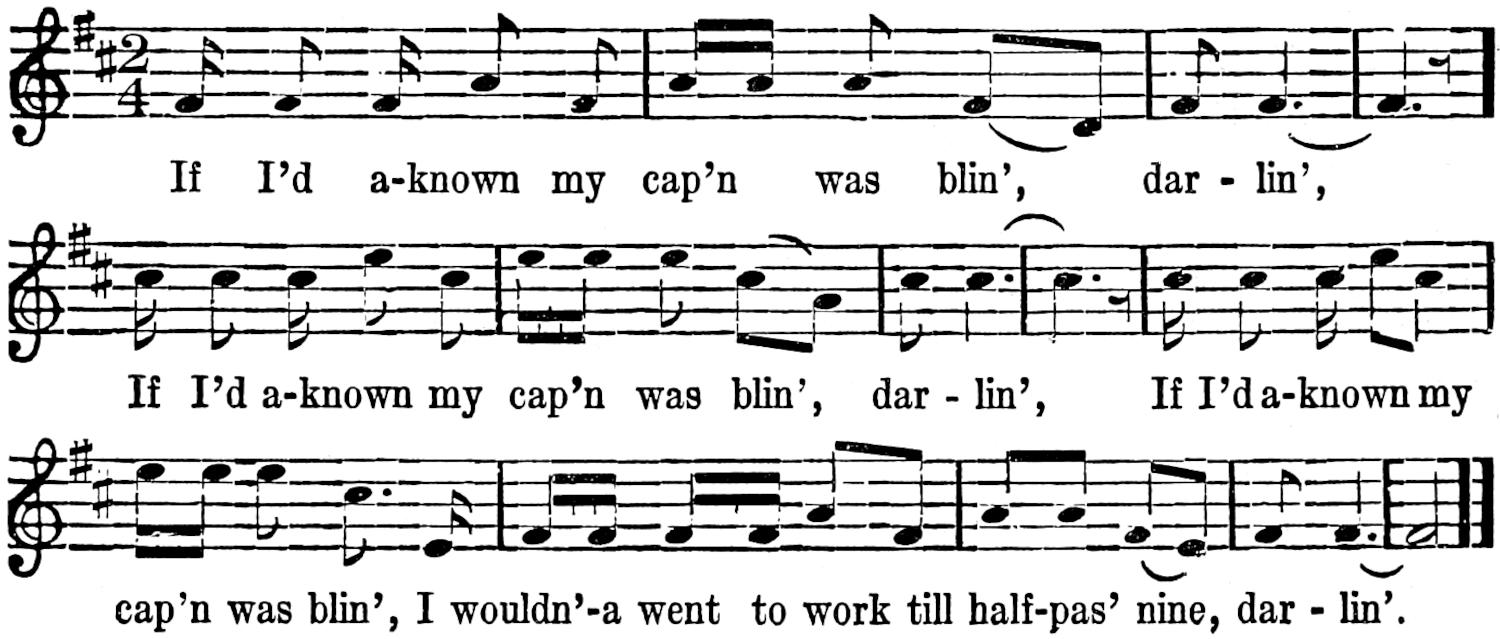 2
4
If I'd a-known my cap'n was blin', dar - lin',
If I'd a-known my cap'n was blin', dar - lin', If I'd a-known my
cap'n was blin', I wouldn'-a went to work till half-pas' nine, dar - lin'.